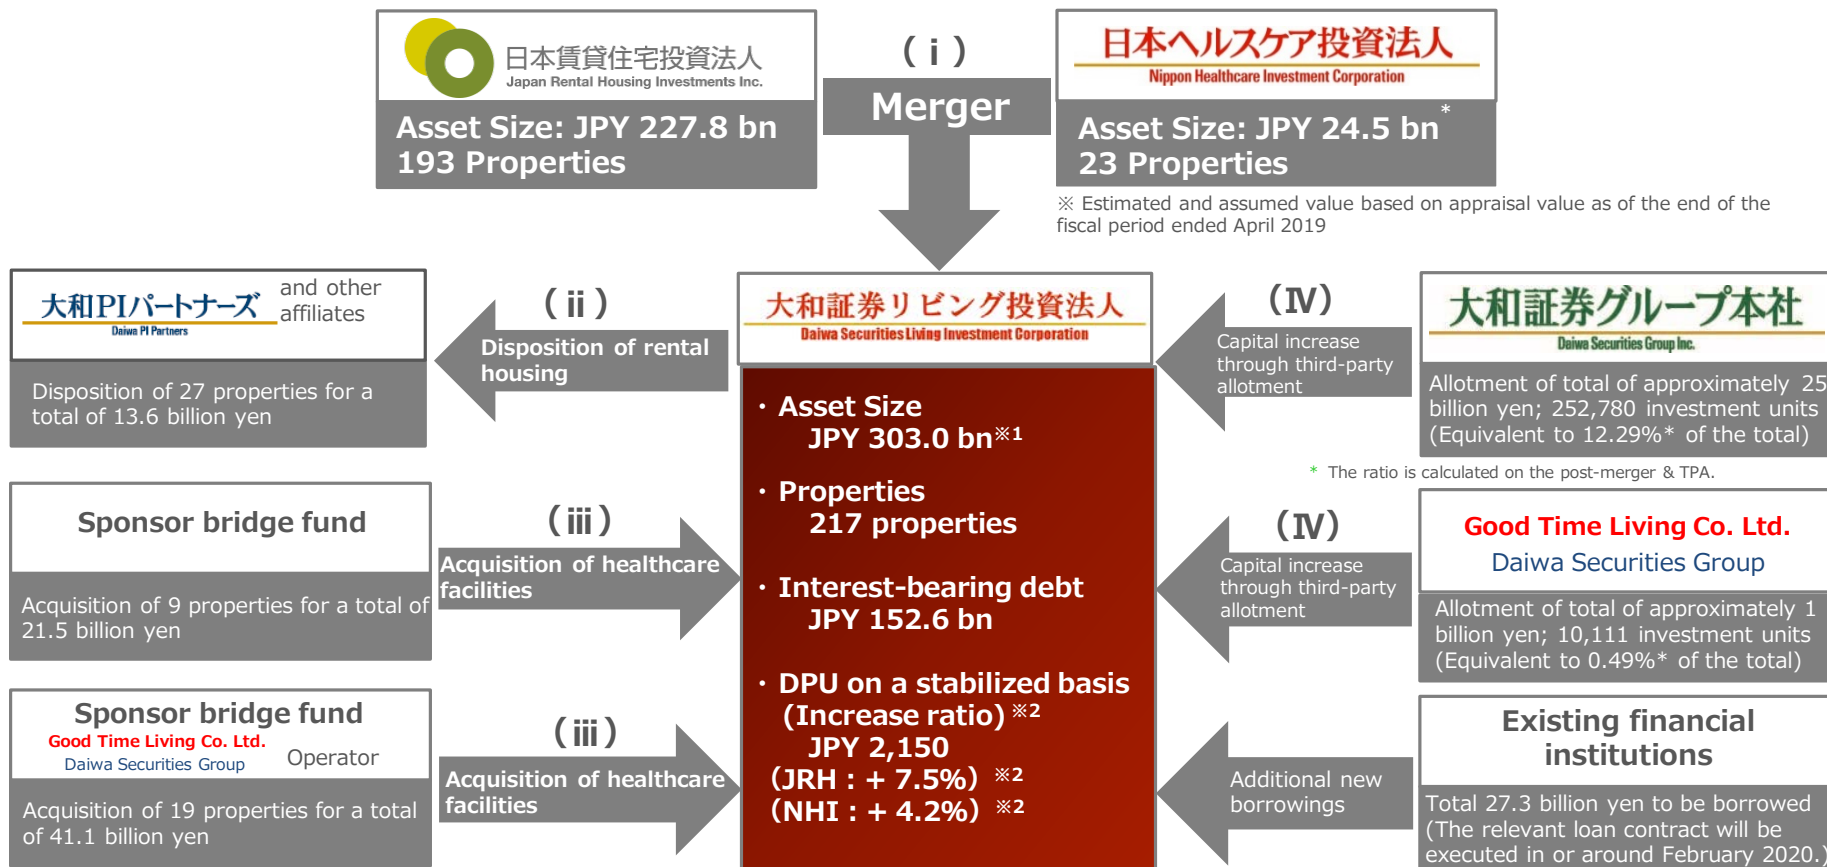 日本賃貸住宅投資法人
Japan Rental Housing Investments Inc.
Asset Size: JPY 227.8 bn
193 Properties
(ⅰ)
Merger
日本ヘルスケア投資法人
Nippon Healthcare Investment Corporation
Asset Size: JPY 24.5 bn*
23 Properties
※ Estimated and assumed value based on appraisal value as of the end of the
fiscal period ended April 2019
大和PIパートナーズ
Daiwa PI Partners
and other
affiliates
Disposition of 27 properties for a
total of 13.6 billion yen
(ⅱ)
Disposition of rental
housing
大和証券リビング投資法人
Daiwa Securities Living Investment Corporation
・Asset Size
JPY 303.0 bn※1
・Properties
217 properties
・Interest-bearing debt
JPY 152.6 bn
・DPU on a stabilized basis
(Increase ratio)※2
JPY 2,150
(JRH : + 7.5%) ※2
(NHI : + 4.2%) ※2
(Ⅳ)
Capital increase
through third-party
allotment
大和証券グループ本社
Daiwa Securities Group Inc.
Allotment of total of approximately 25
billion yen; 252,780 investment units
(Equivalent to 12.29%* of the total)
* The ratio is calculated on the post-merger & TPA.
Sponsor bridge fund
Acquisition of 9 properties for a total of
21.5 billion yen
(ⅲ)
Acquisition of healthcare
facilities
(Ⅳ)
Capital increase
through third-party
allotment
Good Time Living Co. Ltd.
Daiwa Securities Group
Allotment of total of approximately 1
billion yen; 10,111 investment units
(Equivalent to 0.49%* of the total)
Sponsor bridge fund
Good Time Living Co. Ltd.
Daiwa Securities Group
Operator
Acquisition of 19 properties for a total
of 41.1 billion yen
(ⅲ)
Acquisition of healthcare
facilities
Additional new
borrowings
Existing financial
institutions
Total 27.3 billion yen to be borrowed
(The relevant loan contract will be
executed in or around February 2020.)